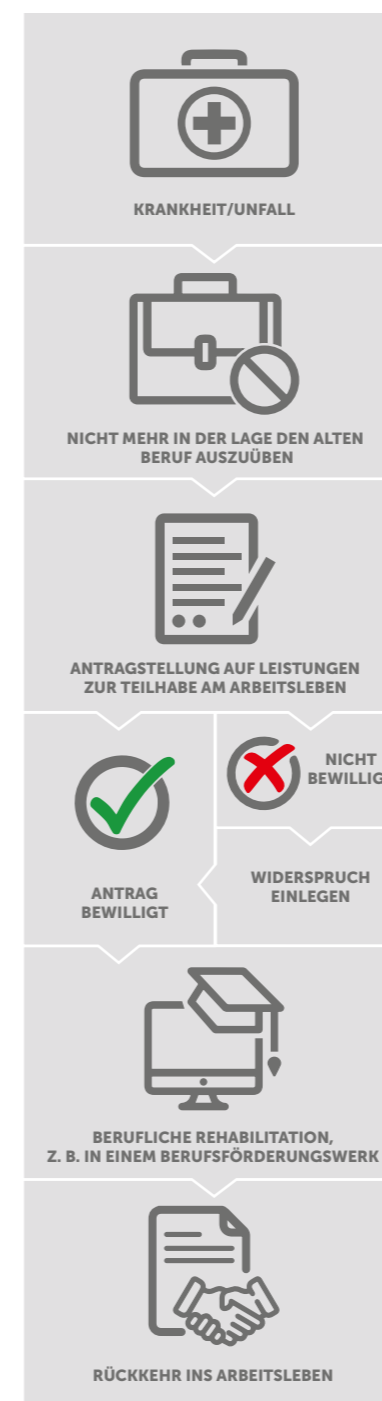 KRANKHEIT/UNFALL
NICHT MEHR IN DER LAGE DEN ALTEN
BERUF AUSZUÜBEN
ANTRAGSTELLUNG AUF LEISTUNGEN
ZUR TEILHABE AM ARBEITSLEBEN
NICHT
BEWILLIG
ANTRAG
BEWILLIGT
WIDERSPRUCH
EINLEGEN
BERUFLICHE REHABILITATION,
Z. B. IN EINEM BERUFSFÖRDERUNGSWERK
RÜCKKEHR INS ARBEITSLEBEN